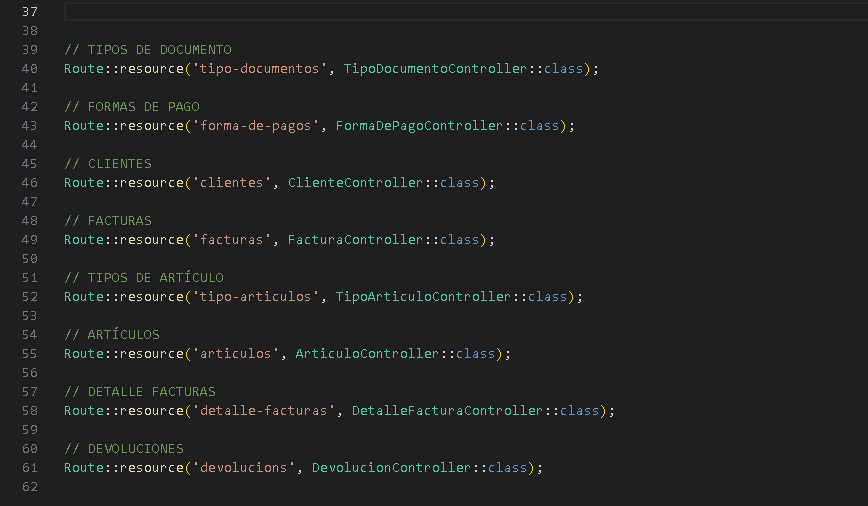 37
38
39 // TIPOS DE DOCUMENTO
40 Route::resource('tipo-documentos', TipoDocumentoController::class);
41
42 // FORMAS DE PAGO
43 Route::resource('forma-de-pagos', FormaDePagoController::class);
44
45 // CLIENTES
46 Route::resource('clientes', ClienteController::class);
47
48 // FACTURAS
49 Route::resource('facturas', FacturaController::class);
50
51 // TIPOS DE ARTÍCULO
52 Route::resource('tipo-articulos', TipoArticuloController::class);
53
54 // ARTÍCULOS
55 Route::resource('articulos', ArticuloController::class);
56
57 // DETALLE FACTURAS
58 Route::resource('detalle-facturas', DetalleFacturaController::class);
59
60 // DEVOLUCIONES
61 Route::resource('devolucions', DevolucionController::class);
62